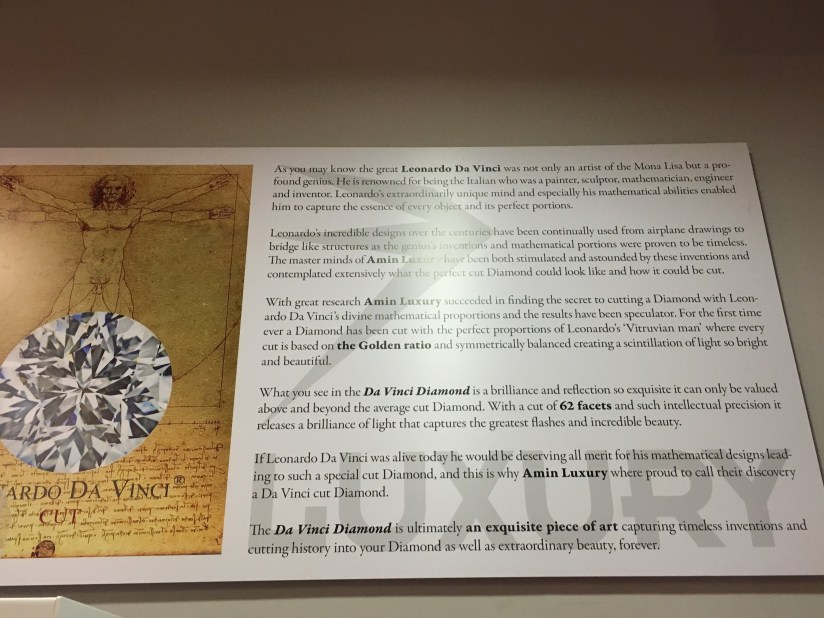 As you may know the great Leonardo Da Vinci was not only an artist of the Mona Lisa but a pro-
found genius. He is renowned for being the Italian who was a painter, sculptor, mathematician, engineer
and inventor. Leonardo's extraordinarily unique mind and especially his mathematical abilities enabled
him to capture the essence of every object and its perfect portions.
Leonardo's incredible designs over the centuries have been continually used from airplane drawings to
bridge like structures as the genius's inventions and mathematical portions were proven to be timeless.
The master minds of Amin Luxury have been both stimulated and astounded by these inventions and
contemplated extensively what the perfect cut Diamond could look like and how it could be cut.
With great research Amin Luxury succeeded in finding the secret to cutting a Diamond with Leon-
ardo Da Vinci's divine mathematical proportions and the results have been speculator. For the first time
ever a Diamond has been cut with the perfect proportions of Leonardo's 'Vitruvian man' where every
cut is based on the Golden ratio and symmetrically balanced creating a scintillation of light so bright
and beautiful.
What you see in the Da Vinci Diamond is a brilliance and reflection so exquisite it can only be valued
above and beyond the average cut Diamond. With a cut of 62 facets and such intellectual precision it
releases a brilliance of light that captures the greatest flashes and incredible beauty.
If Leonardo Da Vinci was alive today he would be deserving all merit for his mathematical designs lead-
ing to such a special cut Diamond, and this is why Amin Luxury where proud to call their discovery
a Da Vinci cut Diamond.
The Da Vinci Diamond is ultimately an exquisite piece of art capturing timeless inventions and
cutting history into your Diamond as well as extraordinary beauty, forever.
LUXURY
ARDO DA VINCI®
CUT